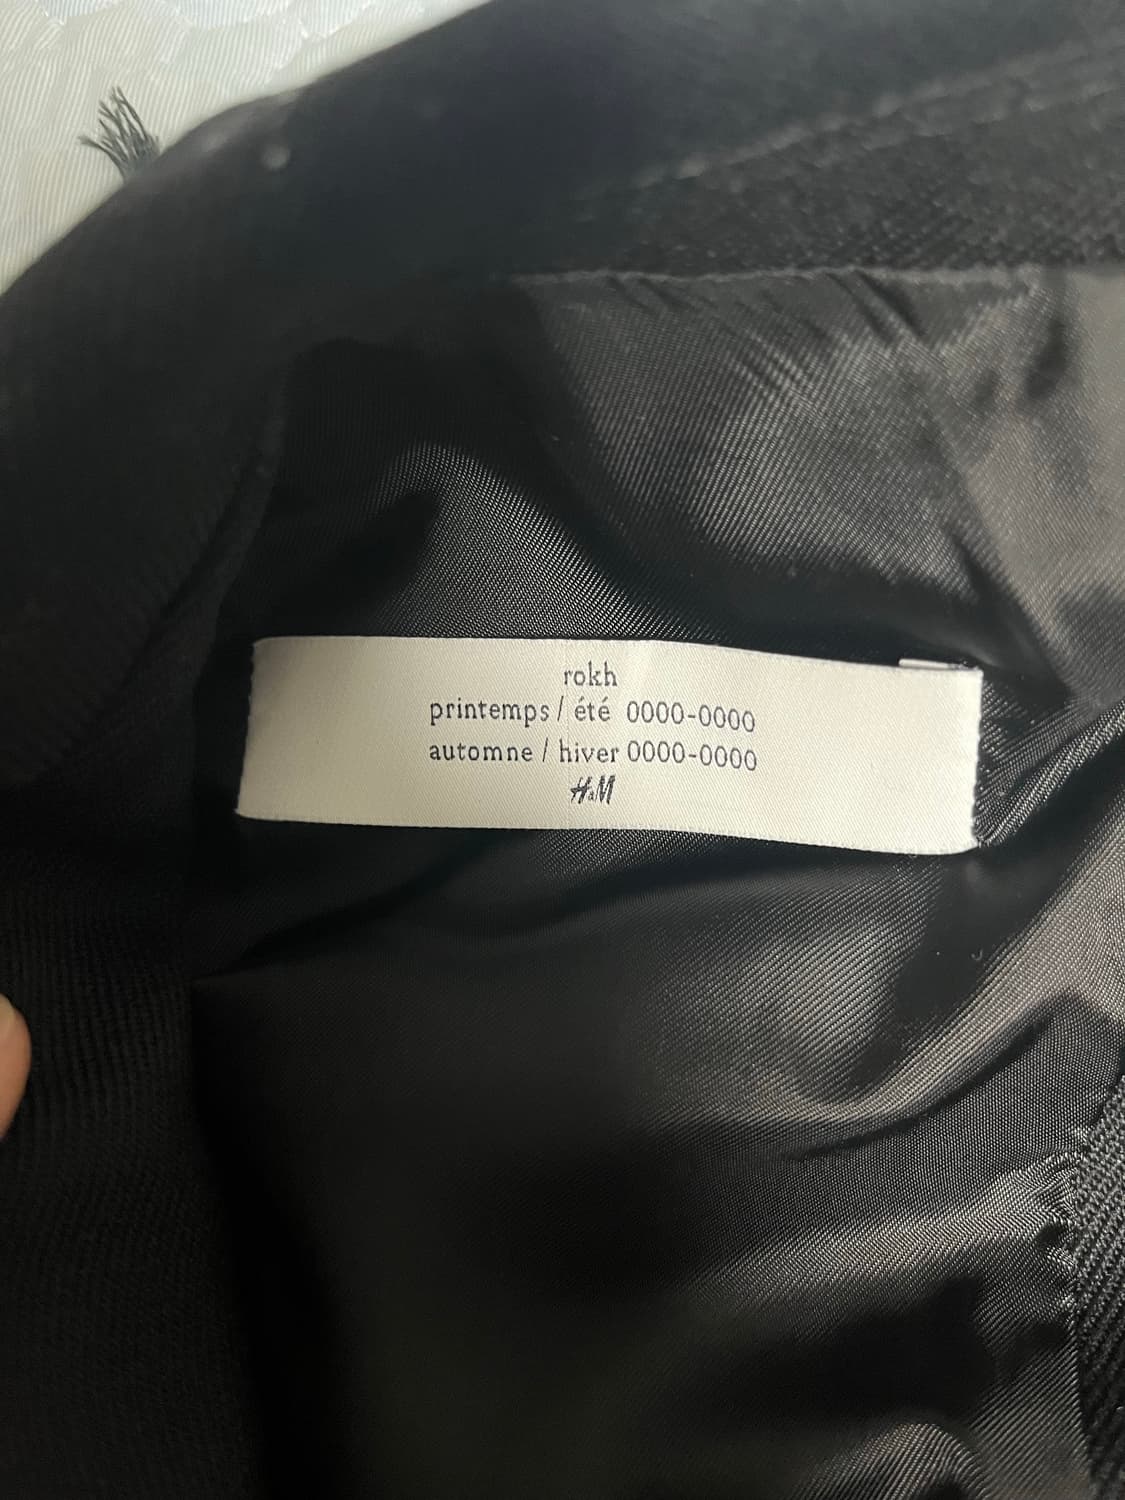 rokh
printemps / été 0000-0000
automne / hiver 0000-0000
H&M